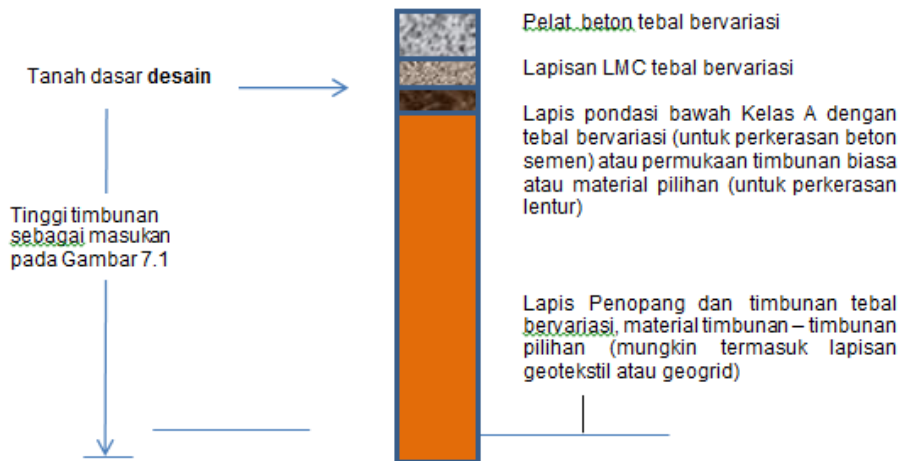 Tanah dasar desain
Tinggi timbunan
sebagai masukan
pada Gambar 7.1
Pelat beton tebal bervariasi
Lapisan LMC tebal bervariasi
Lapis pondasi bawah Kelas A dengan
tebal bervariasi (untuk perkerasan beton
semen) atau permukaan timbunan biasa
atau material pilihan (untuk perkerasan
lentur)
Lapis Penopang dan timbunan tebal
bervariasi, material timbunan – timbunan
pilihan (mungkin termasuk lapisan
geotekstil atau geogrid)